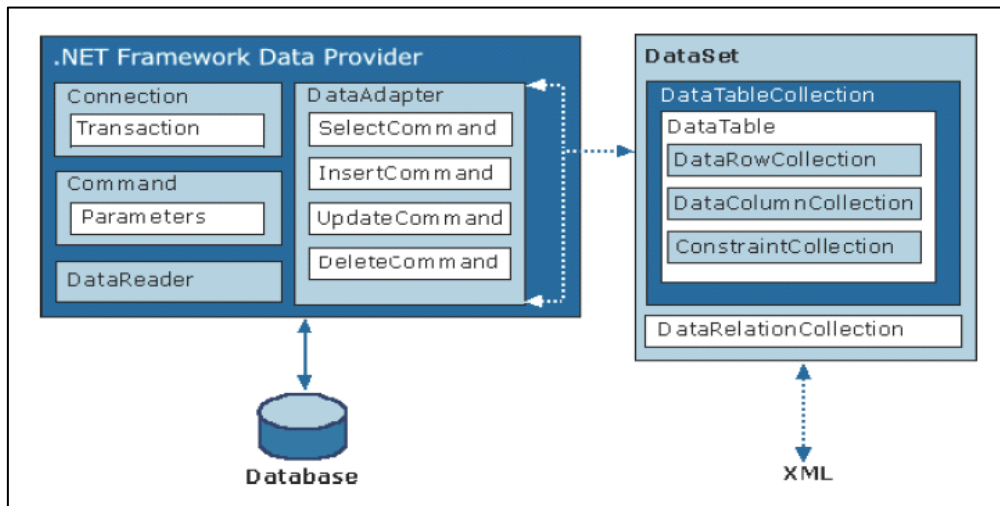 .NET Framework Data Provider
Connection
Transaction
Command
Parameters
DataReader
DataAdapter
SelectCommand
InsertCommand
UpdateCommand
DeleteCommand
Database
DataSet
DataTableCollection
DataTable
DataRowCollection
DataColumnCollection
ConstraintCollection
DataRelationCollection
XML